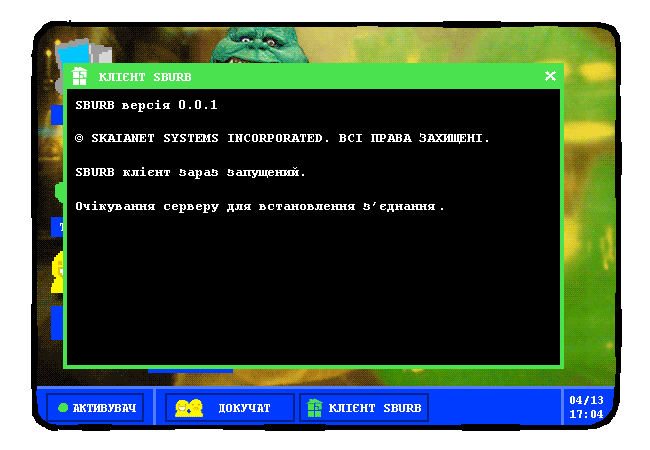 КЛІЄНТ SBURB
SBURB версія 0.0.1
© SKAIANET SYSTEMS INCORPORATED. ВСІ ПРАВА ЗАХИЩЕНІ.
SBURB клієнт зараз запущений.
Очікування серверу для встановлення з’єднання.
АКТИВУВАЧ
ДОКУЧАТ
КЛІЄНТ SBURB
04/13
17:04